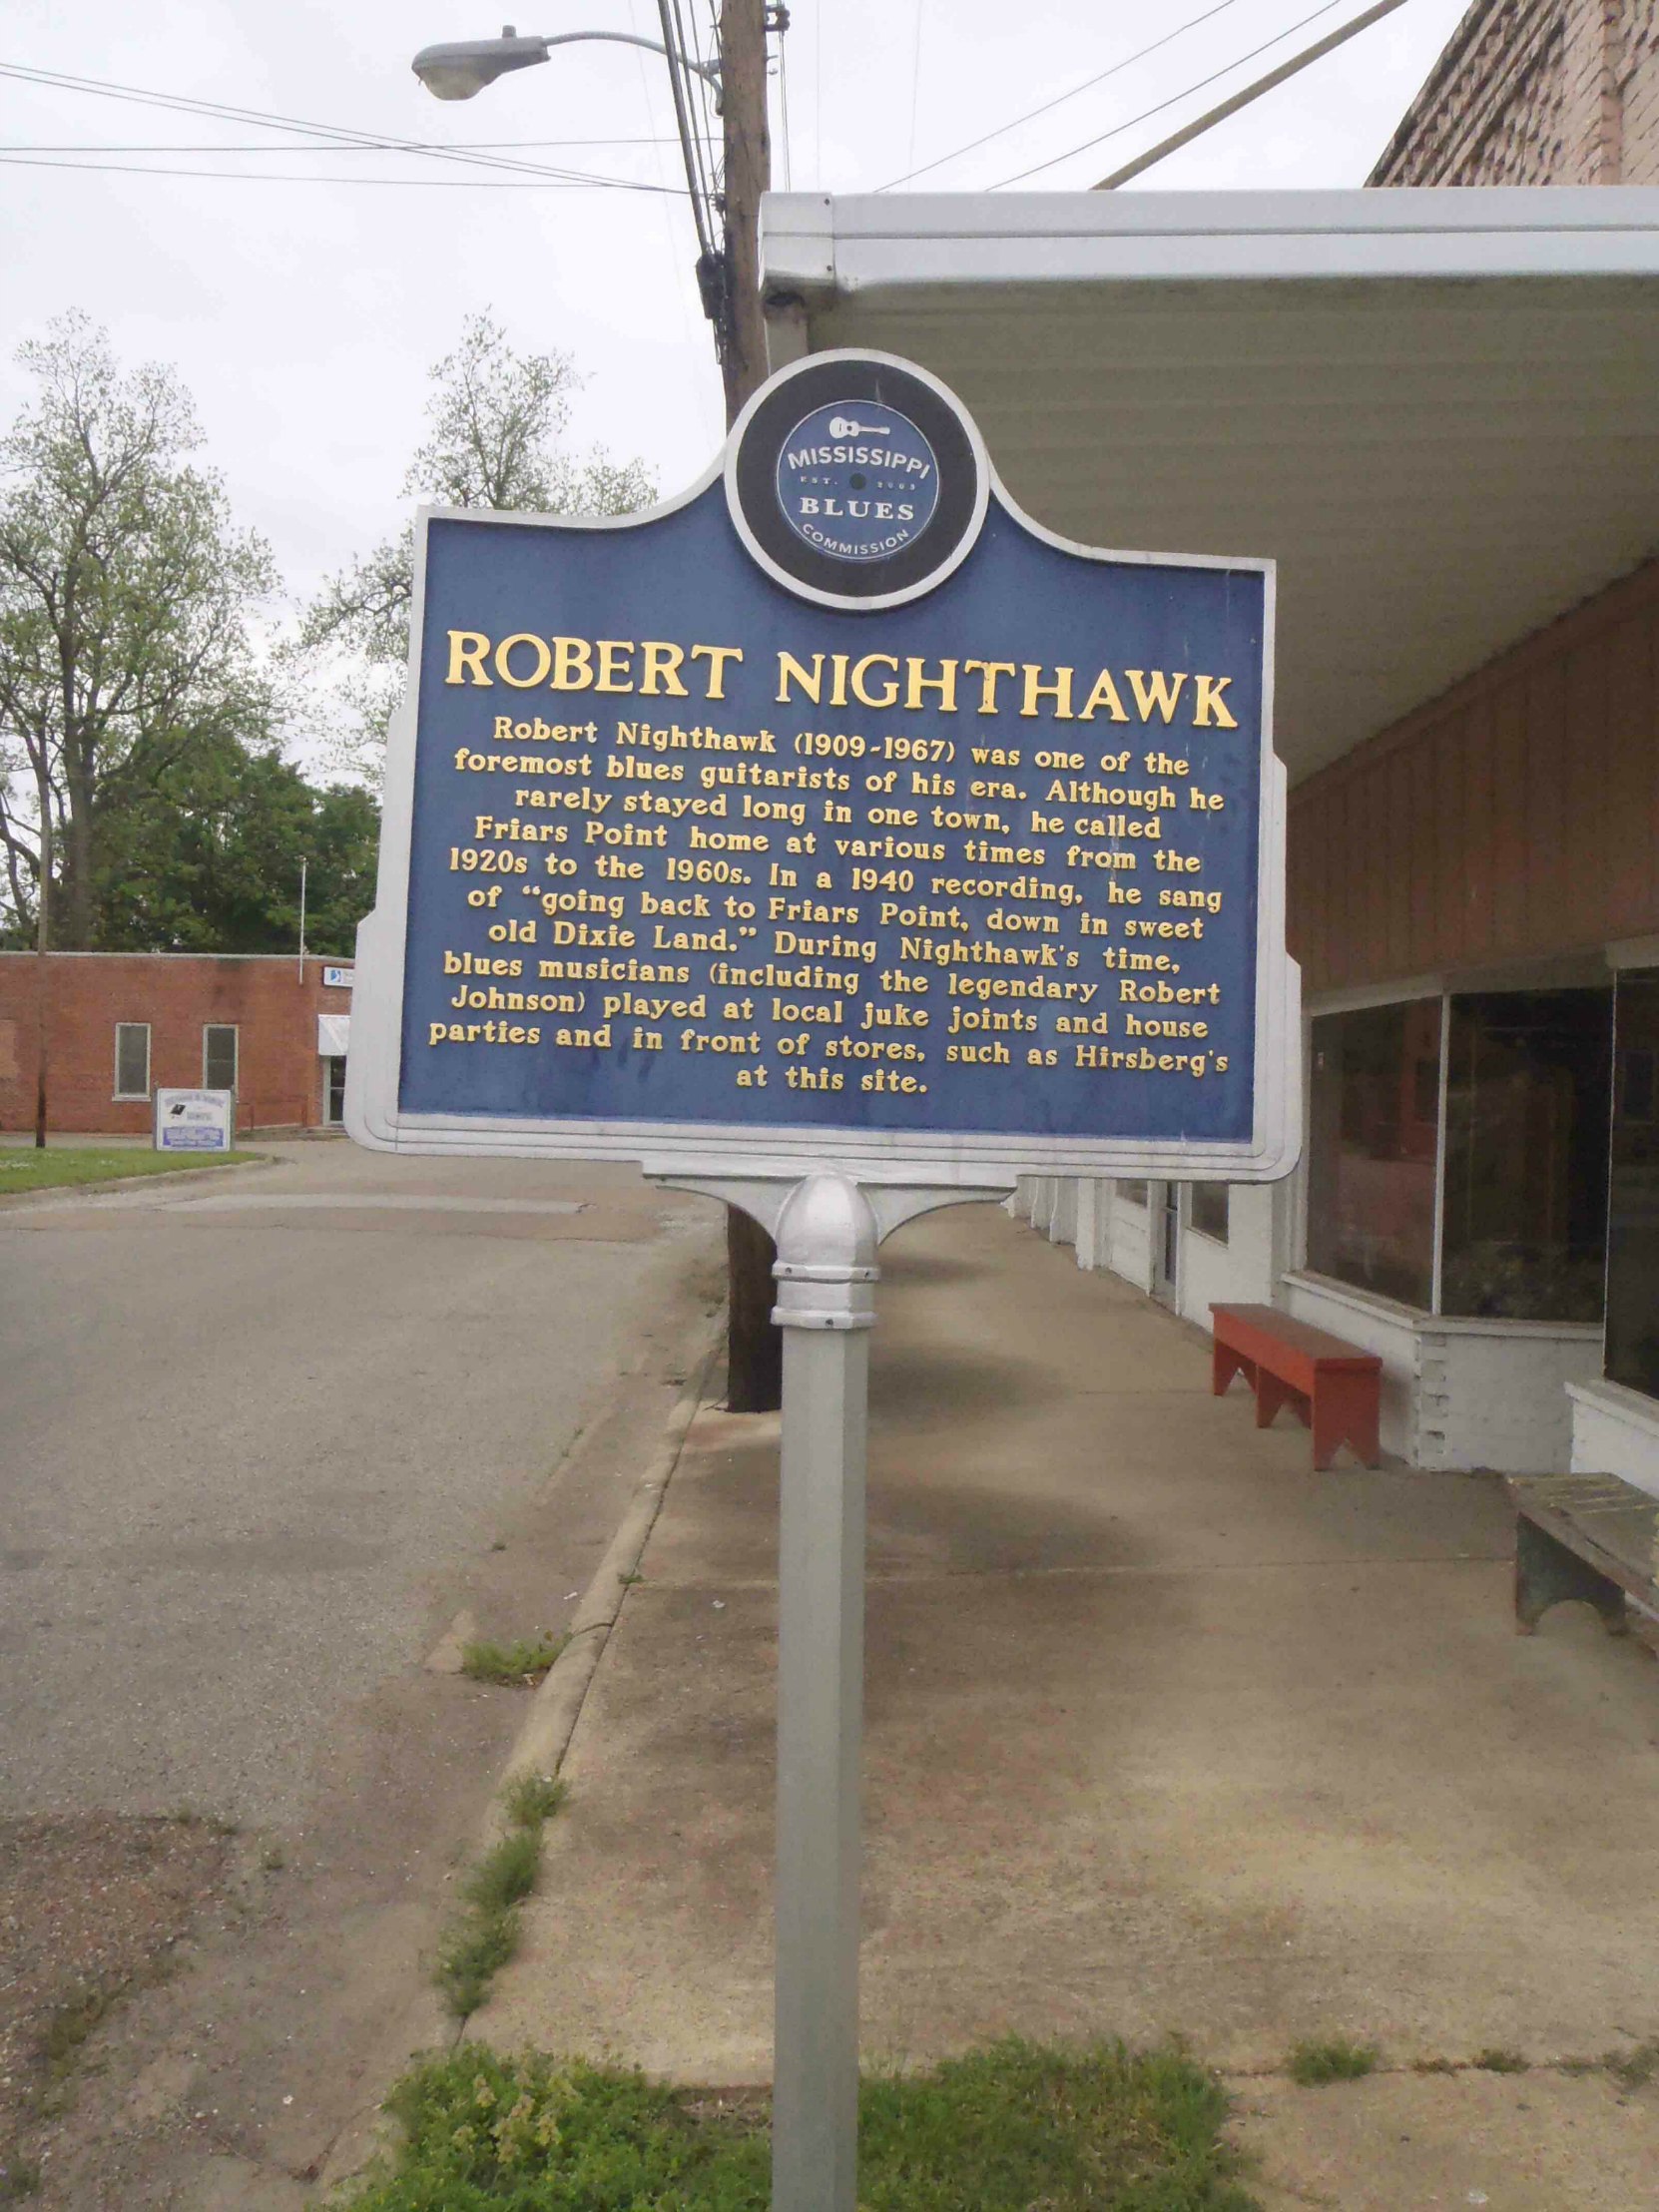 MISSISSIPPI
EST. 2003
BLUES
COMMISSION
ROBERT NIGHTHAWK
Robert Nighthawk (1909-1967) was one of the
foremost blues guitarists of his era. Although he
rarely stayed long in one town, he called
Friars Point home at various times from the
1920s to the 1960s. In a 1940 recording, he sang
of “going back to Friars Point, down in sweet
old Dixie Land.” During Nighthawk's time,
blues musicians (including the legendary Robert
Johnson) played at local juke joints and house
parties and in front of stores, such as Hirsberg's
at this site.